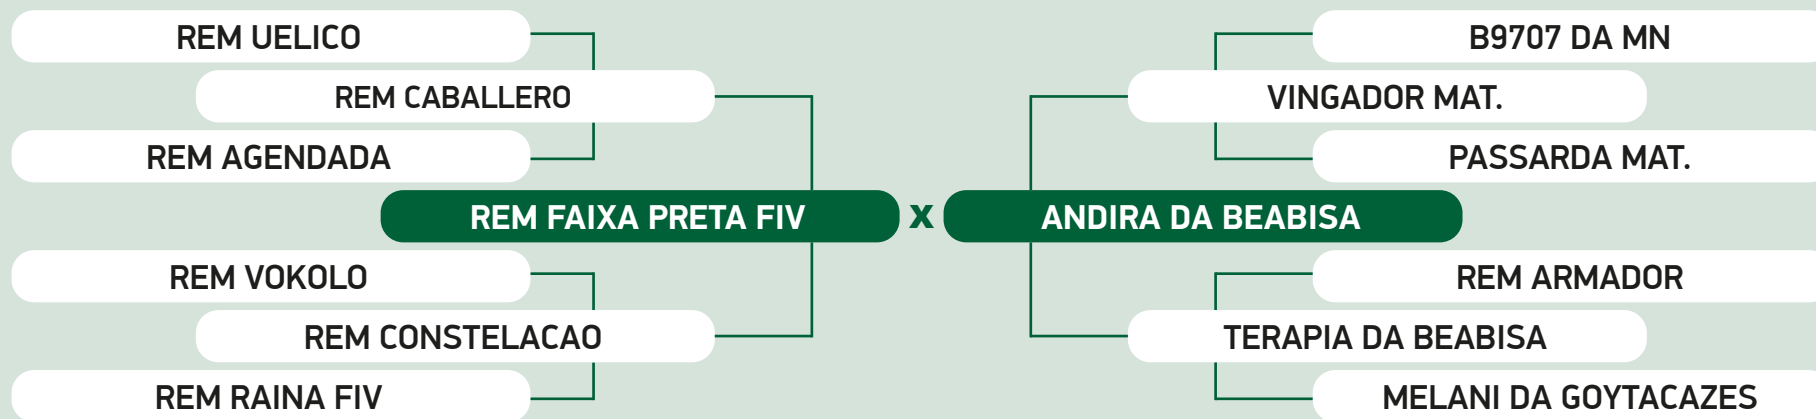 REM UELICO
B9707 DA MN
REM CABALLERO
VINGADOR MAT.
REM AGENDADA
PASSARDA MAT.
REM FAIXA PRETA FIV X ANDIRA DA BEABISA
REM VOKOLO
REM ARMADOR
REM CONSTELACAO
TERAPIA DA BEABISA
REM RAINA FIV
MELANI DA GOYTACAZES